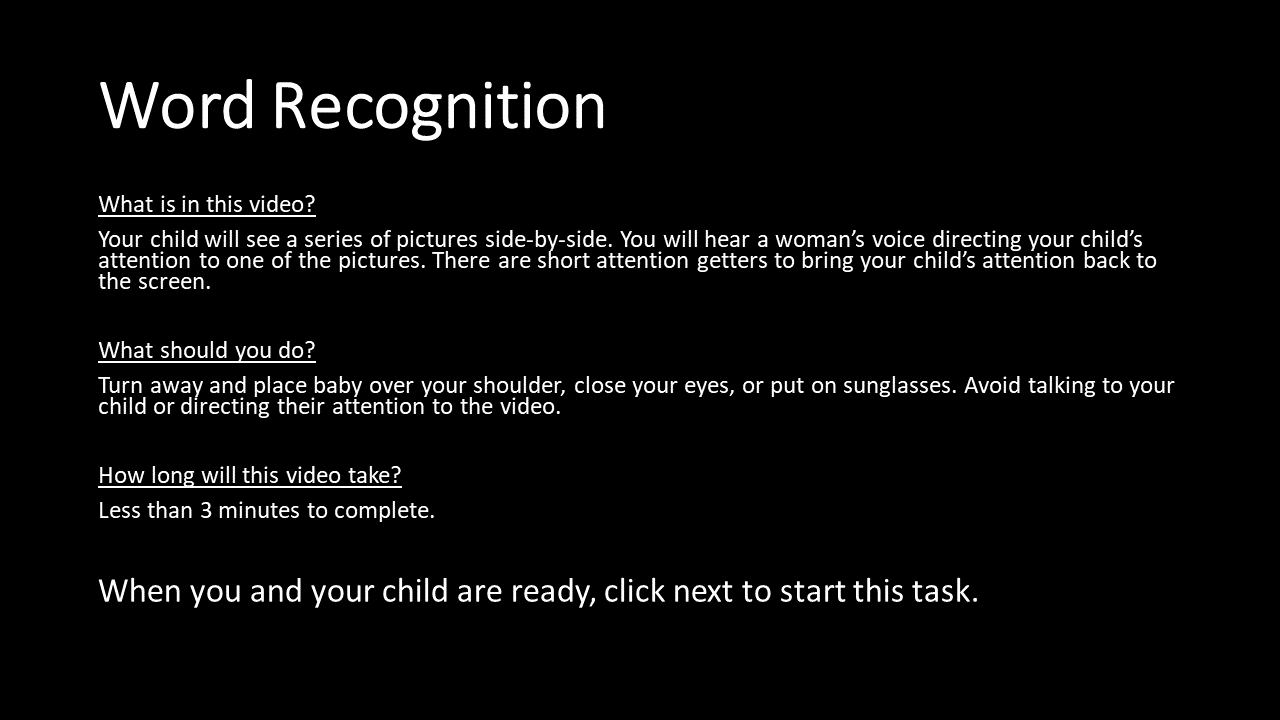 Word Recognition
What is in this video?
Your child will see a series of pictures side-by-side. You will hear a woman’s voice directing your child’s
attention to one of the pictures. There are short attention getters to bring your child’s attention back to
the screen.
What should you do?
Turn away and place baby over your shoulder, close your eyes, or put on sunglasses. Avoid talking to your
child or directing their attention to the video.
How long will this video take?
Less than 3 minutes to complete.
When you and your child are ready, click next to start this task.